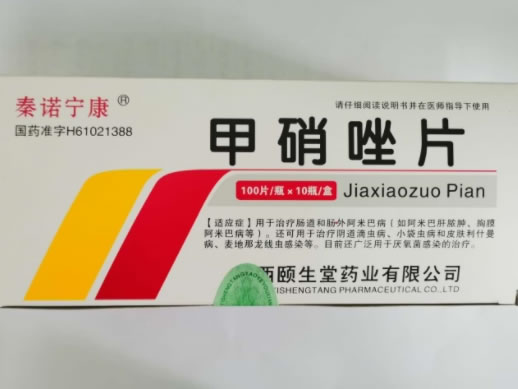 秦诺宁康®
国药准字H61021388
请仔细阅读说明书并在医师指导下使用
甲硝唑片
100片/瓶×10瓶/盒
Jiaxiaozuo Pian
【适应症】用于治疗肠道和肠外阿米巴病（如阿米巴肝脓肿、胸膜
阿米巴病等）。还可用于治疗阴道滴虫病、小袋虫病和皮肤利什曼
病、麦地那龙线虫感染等。目前还广泛用于厌氧菌感染的治疗。
西颐生堂药业有限公司
YISHENGTANG PHARMACEUTICAL CO.,LTD